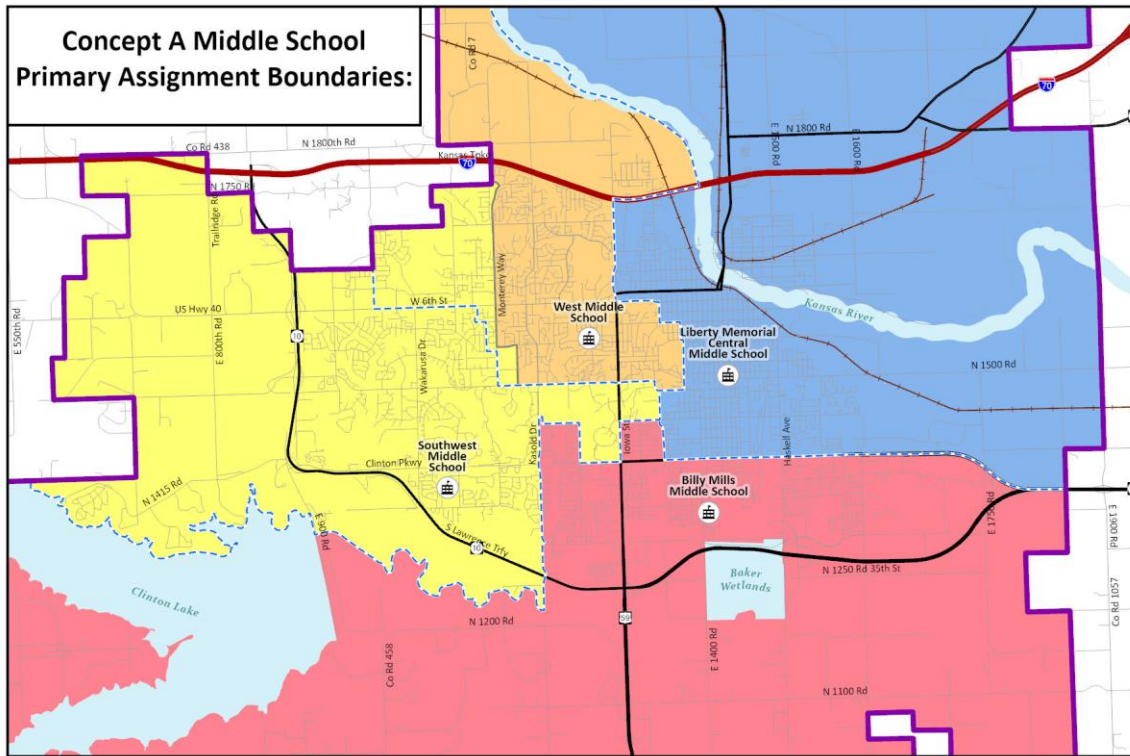 Concept A Middle School
Primary Assignment Boundaries:
Co Rd 7
70
Co Rd 438
N 1800th Rd
Kansas Tpke
70
N 1800 Rd
E 1500 Rd
E 1600 Rd
N 1750 Rd
Trailridge Rd
Monterey Way
W 6th St
US Hwy 40
E 550th Rd
E 800th Rd
10
Wakarusa Dr
West Middle
School
Kansas River
Liberty Memorial
Central
Middle School
N 1500 Rd
Kasold Dr
Iowa St
Haskell Ave
Southwest
Middle
School
Clinton Pkwy
N 1415 Rd
Billy Mills
Middle School
E 900 Rd
S Lawrence Trfy
10
E 1750 Rd
E 1900 Rd
N 1250 Rd 35th St
Baker
Wetlands
Clinton Lake
N 1200 Rd
59
Co Rd 458
E 1400 Rd
Co Rd 1057
N 1100 Rd